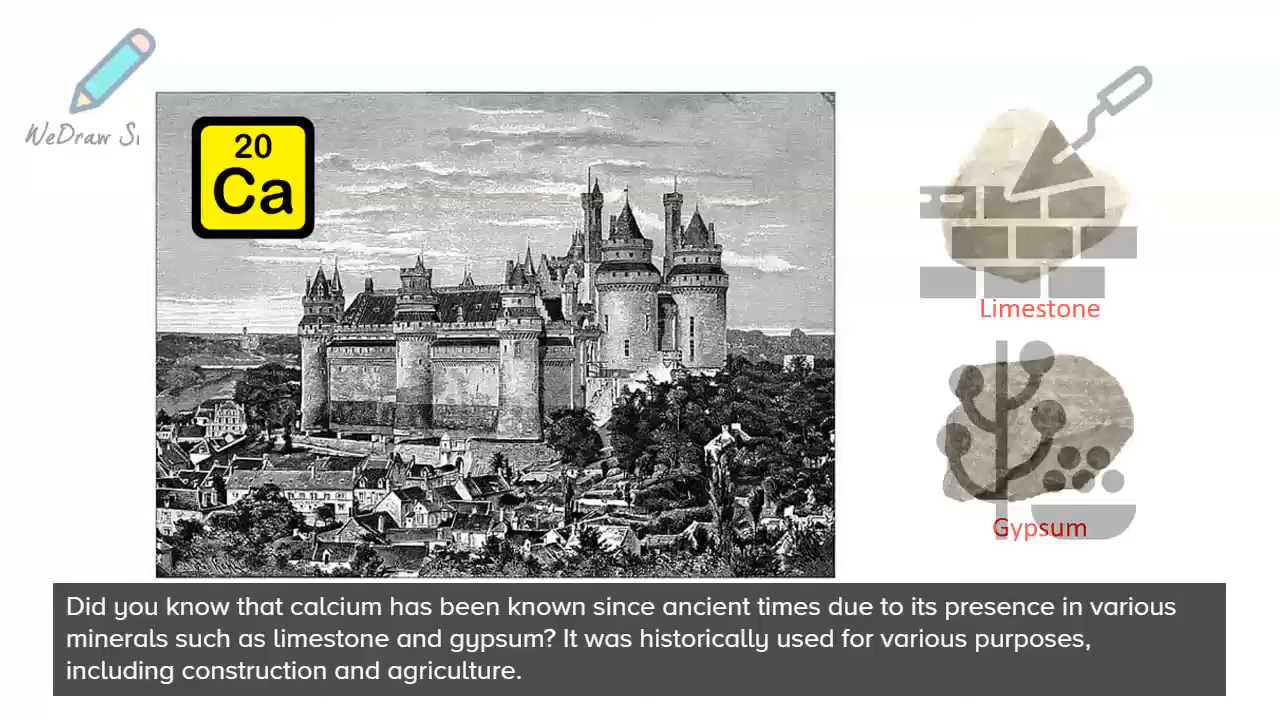 WeDraw
20
Ca
Limestone
Gypsum
Did you know that calcium has been known since ancient times due to its presence in various
minerals such as limestone and gypsum? It was historically used for various purposes,
including construction and agriculture.